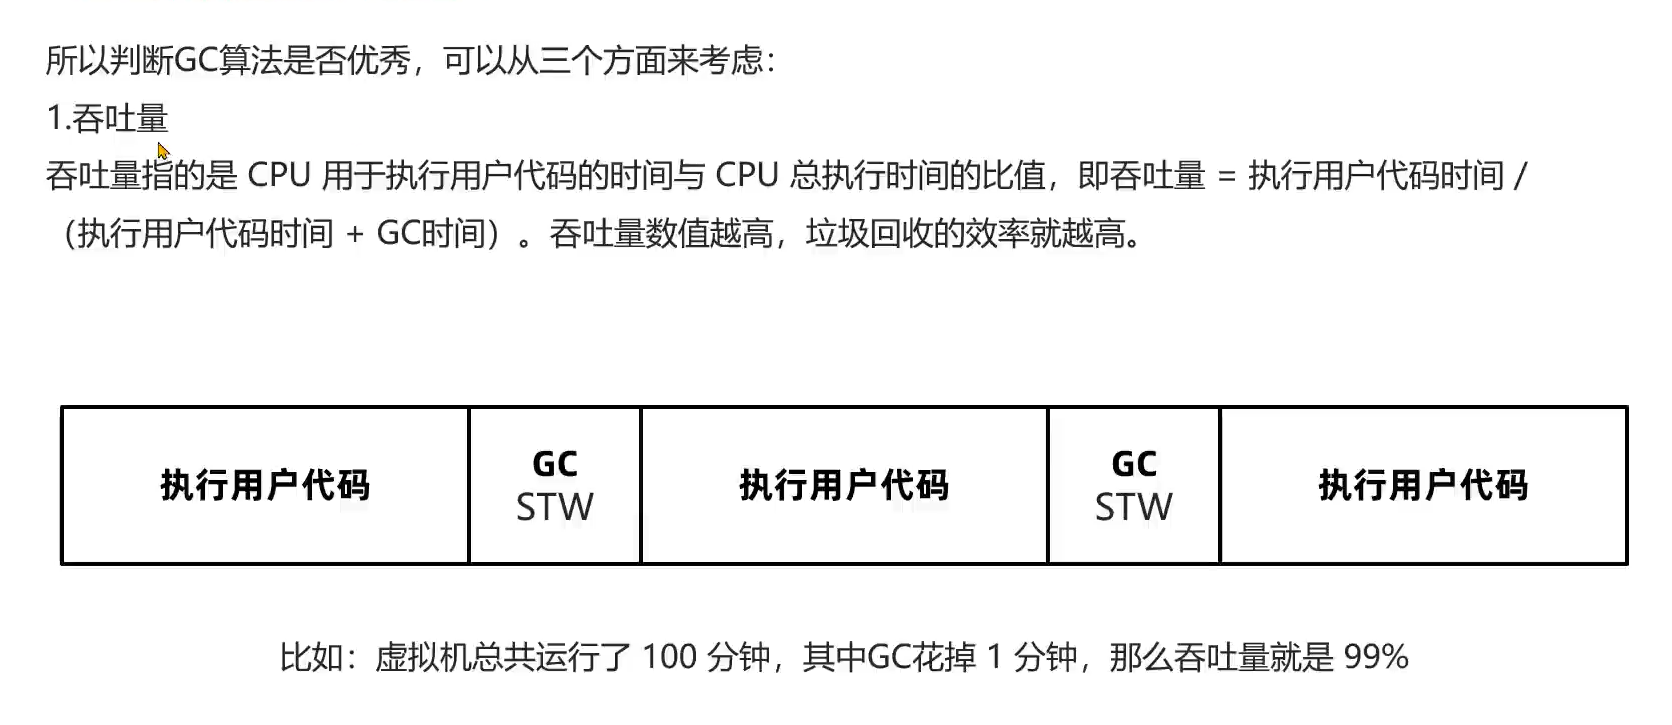 所以判断GC算法是否优秀，可以从三个方面来考虑：
1.吞吐量
吞吐量指的是 CPU 用于执行用户代码的时间与 CPU 总执行时间的比值，即吞吐量 = 执行用户代码时间 /
（执行用户代码时间 + GC时间）。吞吐量数值越高，垃圾回收的效率就越高。
执行用户代码
GC
STW
执行用户代码
GC
STW
执行用户代码
比如：虚拟机总共运行了 100 分钟，其中GC花掉 1 分钟，那么吞吐量就是 99%